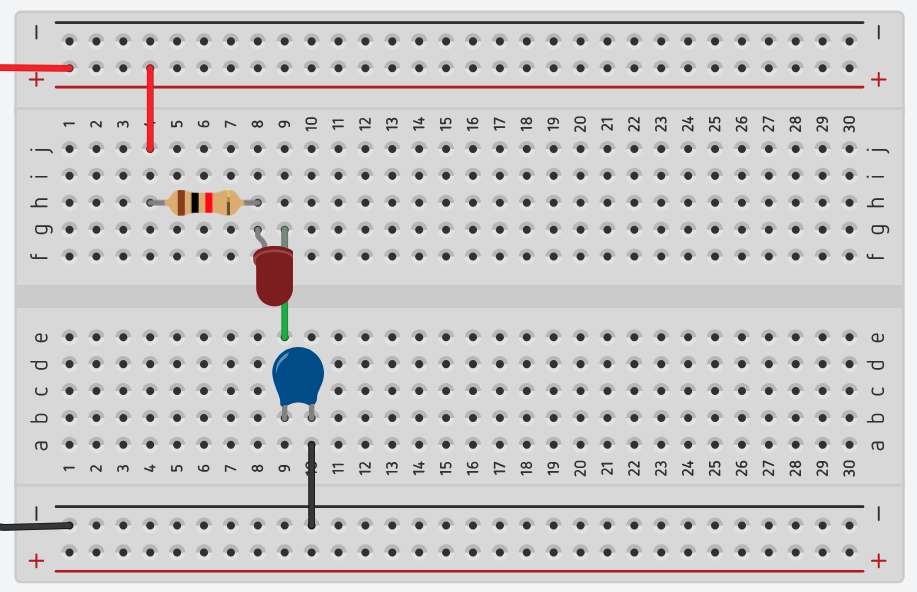 − −
+ +
1 2 3 4 5 6 7 8 9 10 11 12 13 14 15 16 17 18 19 20 21 22 23 24 25 26 27 28 29 30
j j
i i
h h
g g
f f
e e
d d
c c
b b
a a
1 2 3 4 5 6 7 8 9 10 11 12 13 14 15 16 17 18 19 20 21 22 23 24 25 26 27 28 29 30
− −
+ +